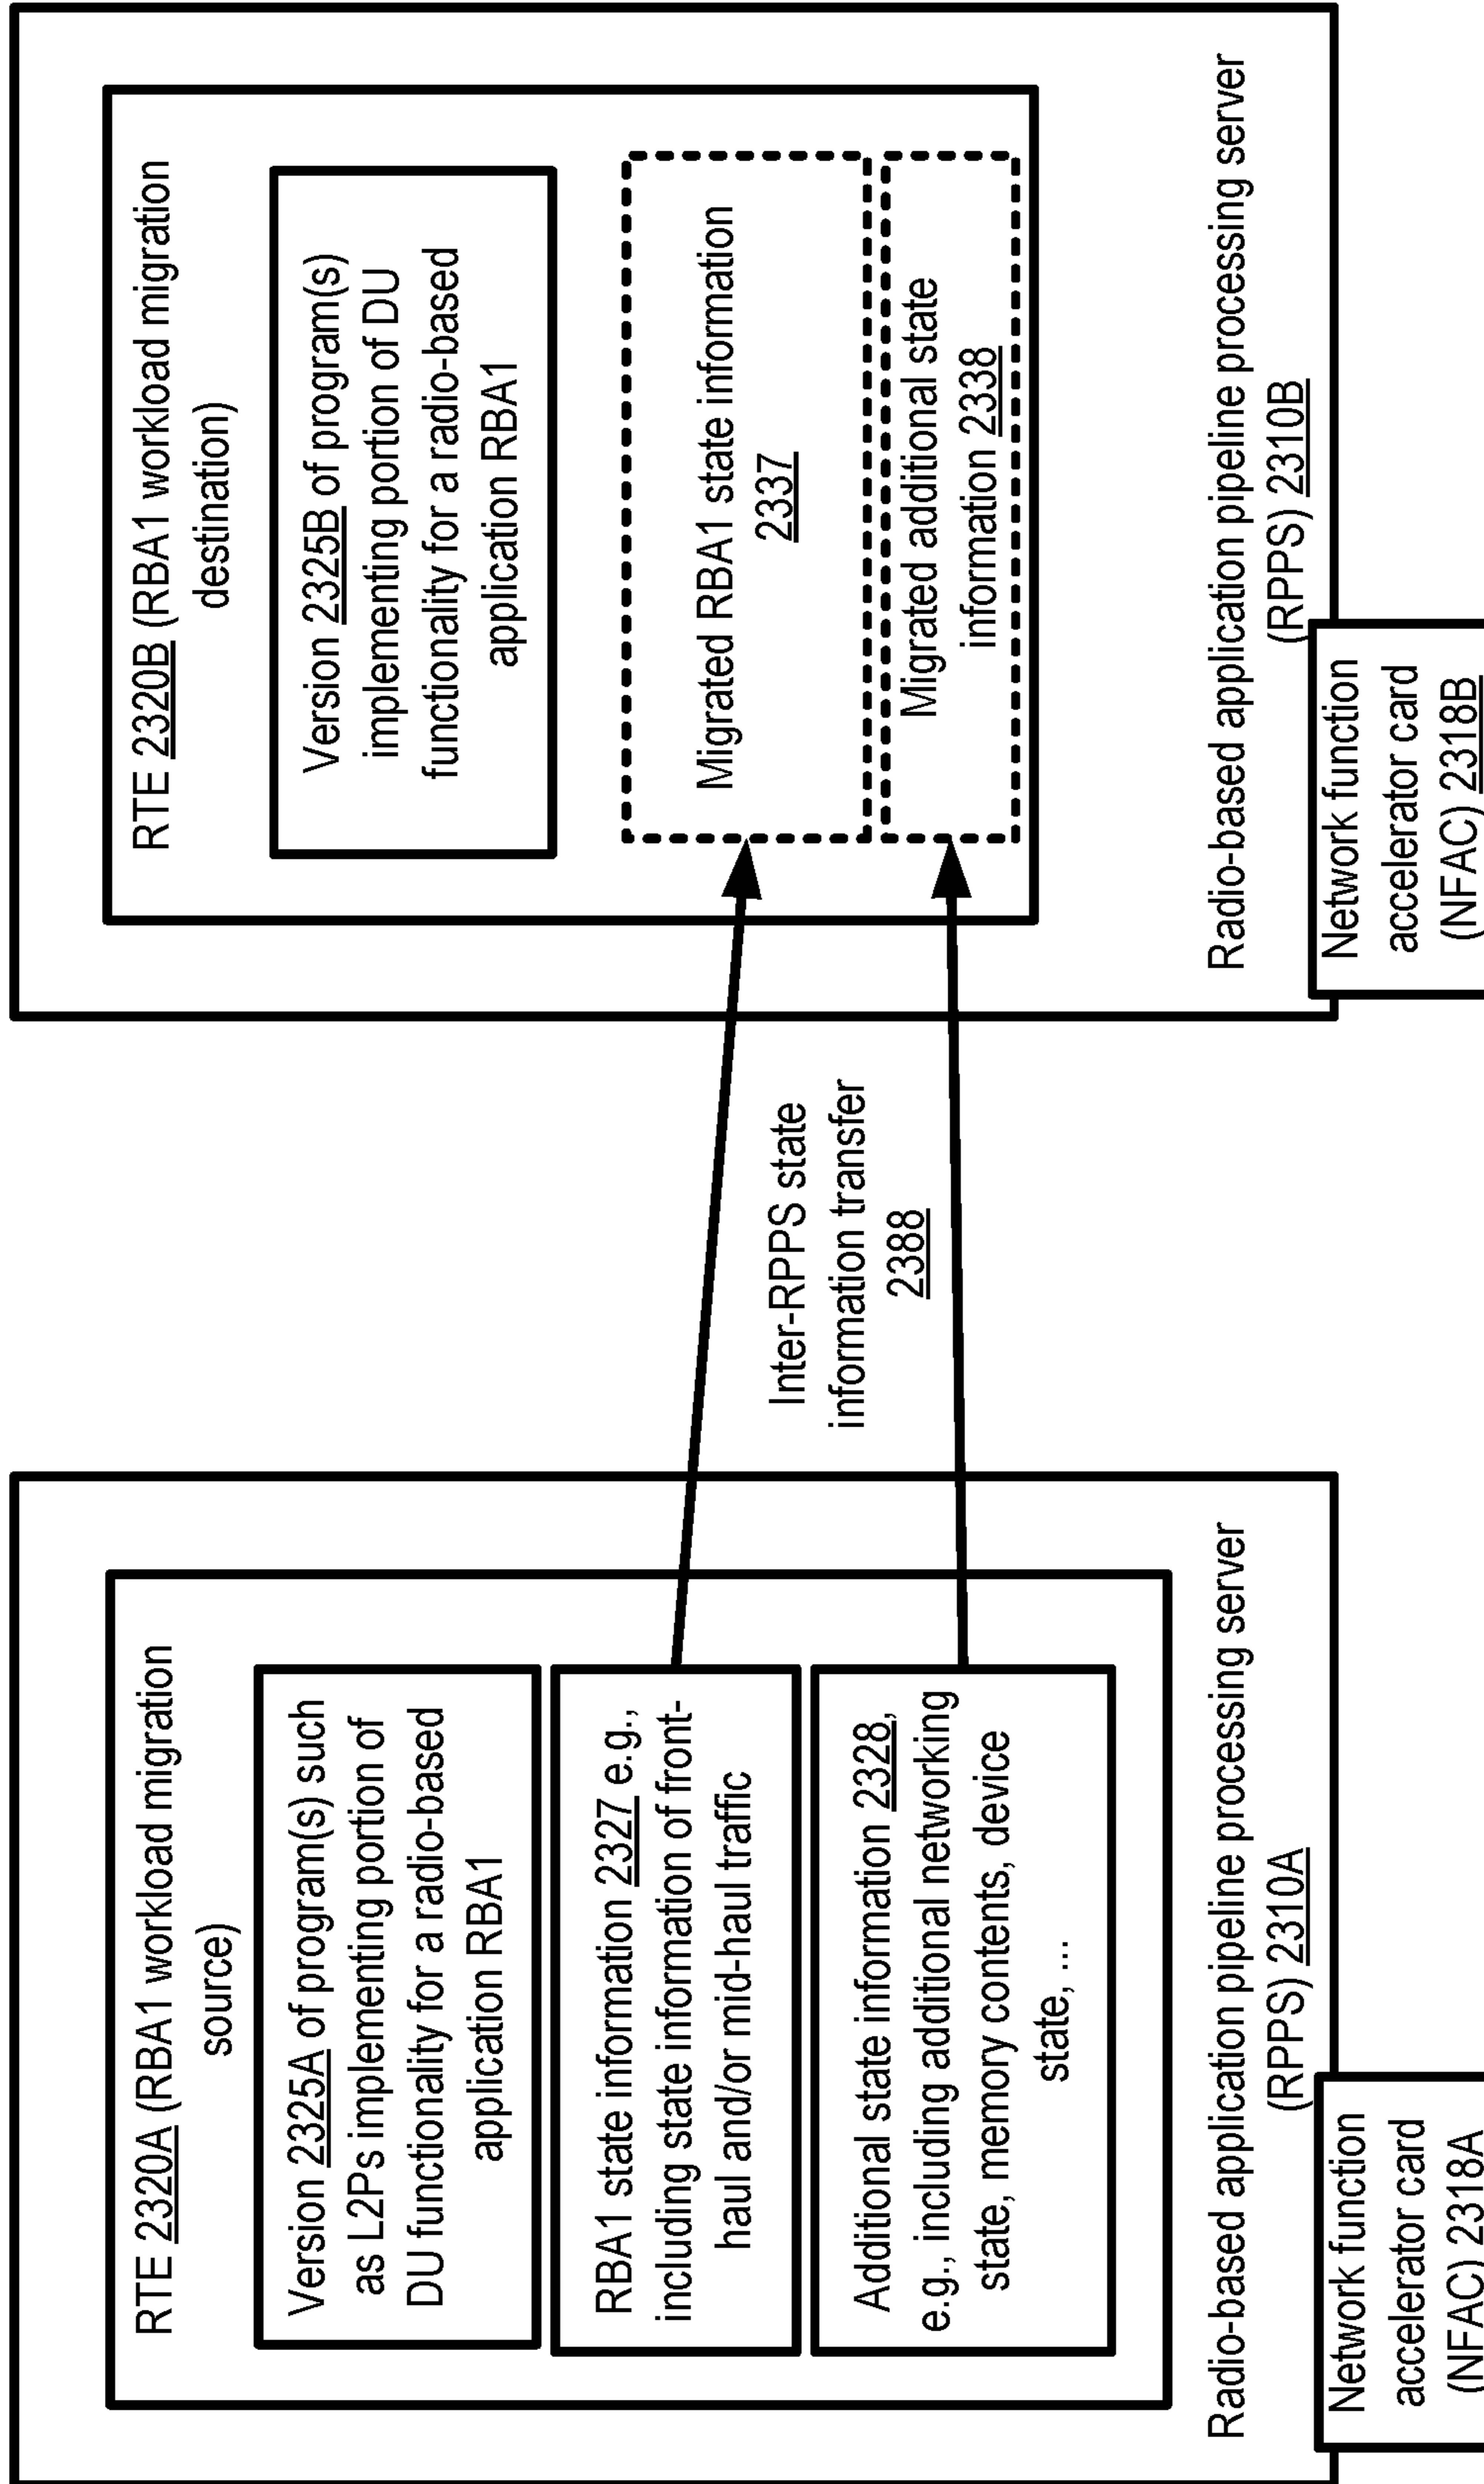 RTE 2320A (RBA1 workload migration
source)
Version 2325A of program(s) such
as L2Ps implementing portion of
DU functionality for a radio-based
application RBA1
RBA1 state information 2327 e.g.,
including state information of front-
haul and/or mid-haul traffic
Additional state information 2328,
e.g., including additional networking
state, memory contents, device
state, ...
Radio-based application pipeline processing server
(RPPS) 2310A
Network function
accelerator card
(NFAC) 2318A
Inter-RPPS state
information transfer
2388
RTE 2320B (RBA1 workload migration
destination)
Version 2325B of program(s)
implementing portion of DU
functionality for a radio-based
application RBA1
Migrated RBA1 state information
2337
Migrated additional state
information 2338
Radio-based application pipeline processing server
(RPPS) 2310B
Network function
accelerator card
(NFAC) 2318B